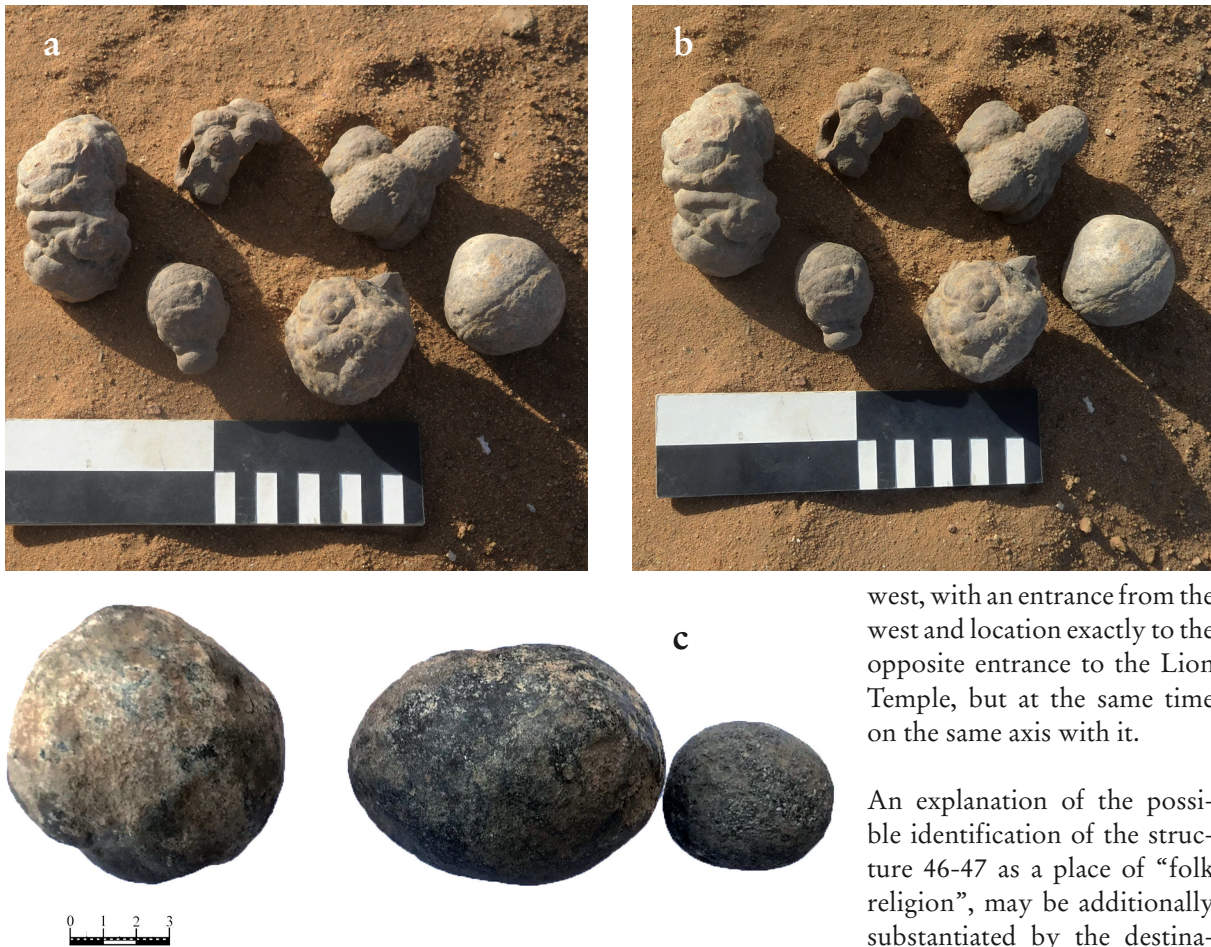 a
b
c
0 1 2 3
west, with an entrance from the
west and location exactly to the
opposite entrance to the Lion
Temple, but at the same time
on the same axis with it.
An explanation of the possi-
ble identification of the struc-
ture 46-47 as a place of “folk
religion”, may be additionally
substantiated by the destina-